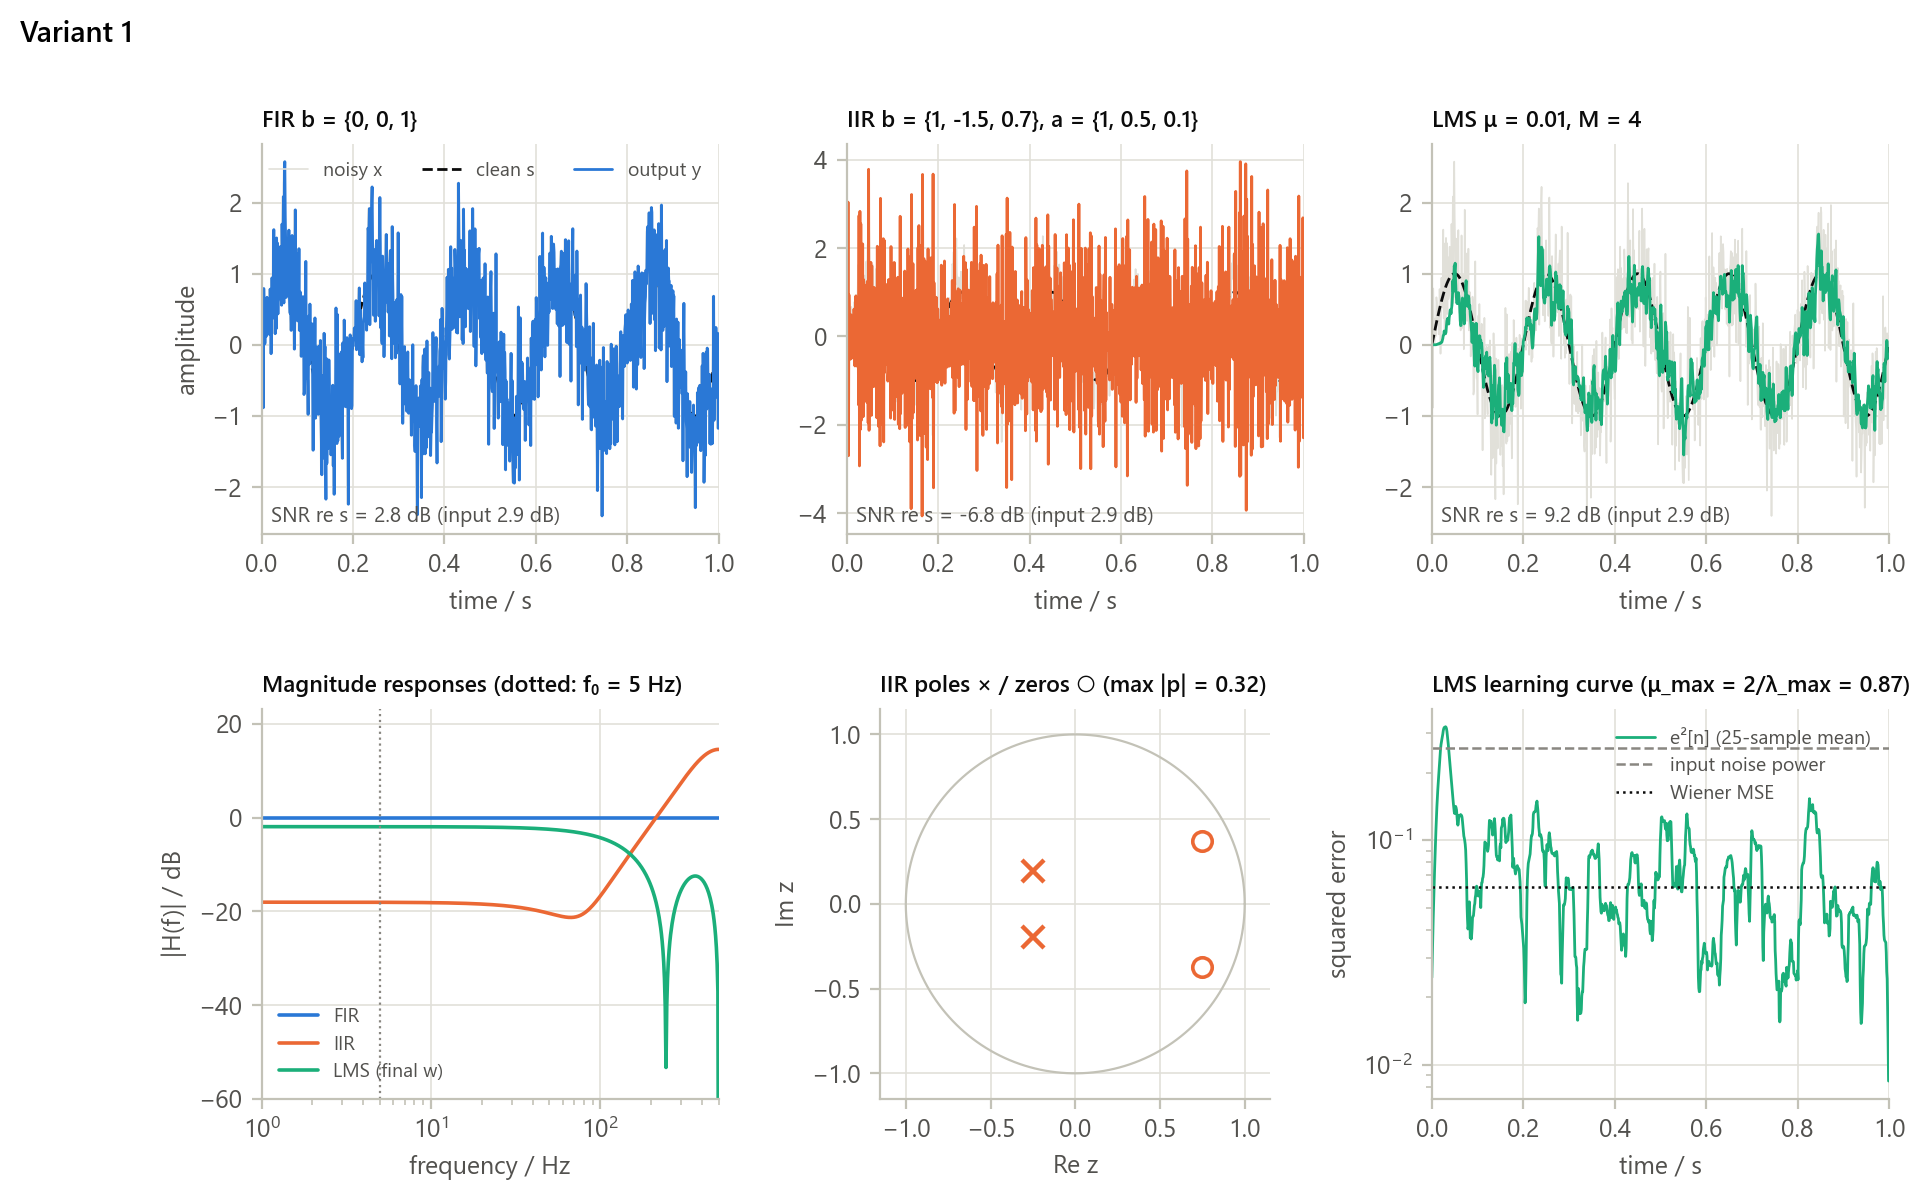 Variant 1
FIR b = {0, 0, 1}
noisy x
clean s
output y
amplitude
2
1
0
−1
−2
SNR re s = 2.8 dB (input 2.9 dB)
0.0 0.2 0.4 0.6 0.8 1.0
time / s
IIR b = {1, -1.5, 0.7}, a = {1, 0.5, 0.1}
4
2
0
−2
−4
SNR re s = -6.8 dB (input 2.9 dB)
0.0 0.2 0.4 0.6 0.8 1.0
time / s
LMS μ = 0.01, M = 4
2
1
0
−1
−2
SNR re s = 9.2 dB (input 2.9 dB)
0.0 0.2 0.4 0.6 0.8 1.0
time / s
Magnitude responses (dotted: f₀ = 5 Hz)
|H(f)| / dB
20
0
−20
−40
−60
FIR
IIR
LMS (final w)
10⁰ 10¹ 10²
frequency / Hz
IIR poles × / zeros ○ (max |p| = 0.32)
Im z
1.0
0.5
0.0
−0.5
−1.0
−1.0 −0.5 0.0 0.5 1.0
Re z
LMS learning curve (μ_max = 2/λ_max = 0.87)
squared error
e²[n] (25-sample mean)
input noise power
Wiener MSE
10⁻¹
10⁻²
0.0 0.2 0.4 0.6 0.8 1.0
time / s